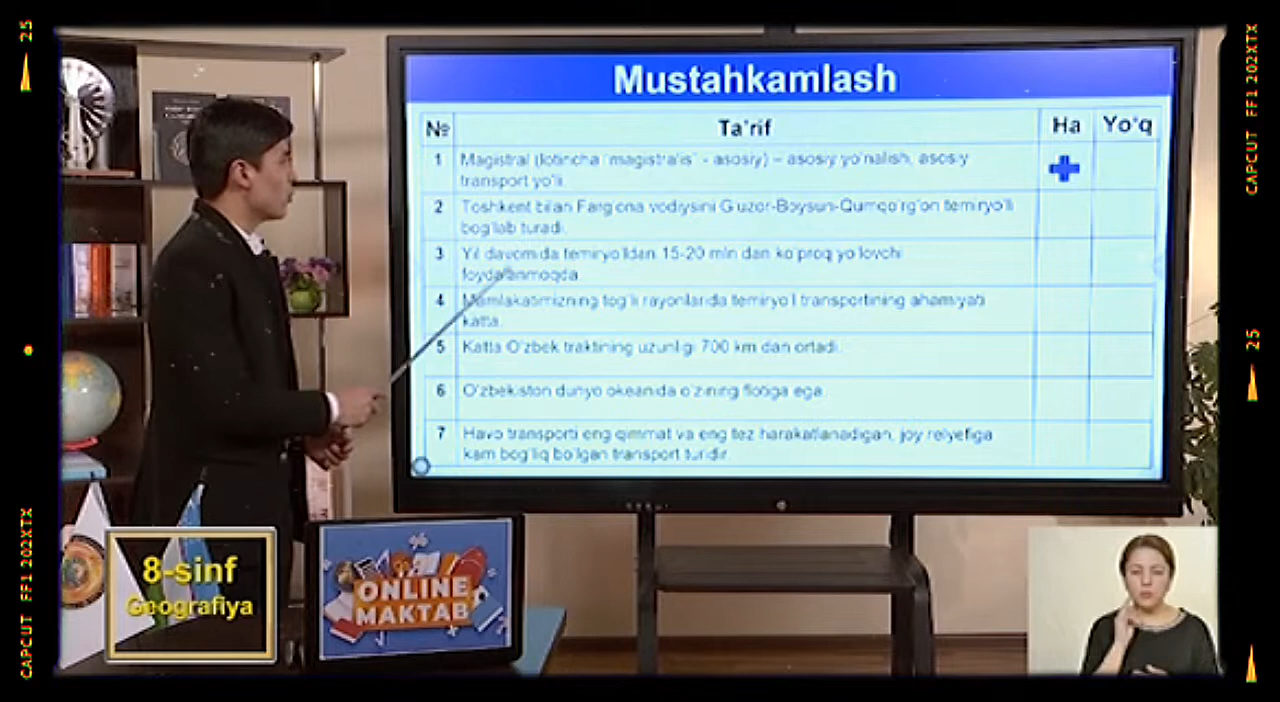 25
CAPCUT FF1 202XTX
Mustahkamlash
№ Ta'rif Ha Yo'q
1 Magistral (lotincha "magistralis" - asosiy) – asosiy yo'nalish, asosiy
transport yo'li
2 Toshkent bilan Farg'ona vodiysini G'uzor-Boysun-Qumqo'rg'on temiryo'li
bog'lab turadi.
3 Yil davomida temiryo'ldan 15-20 mln dan ko'proq yo'lovchi
foydalanmoqda.
4 Mamlakatimizning tog'li rayonlarida temiryo'l transportining ahamiyati
katta.
5 Katta O'zbek traktining uzunligi 700 km dan ortadi.
6 O'zbekiston dunyo okeanida o'zining flotiga ega.
7 Havo transporti eng qimmat va eng tez harakatlanadigan, joy relyefiga
kam bog'liq bo'lgan transport turidir.
8-sinf
Geografiya
ONLINE
MAKTAB
CAPCUT FF1 202XTX
25